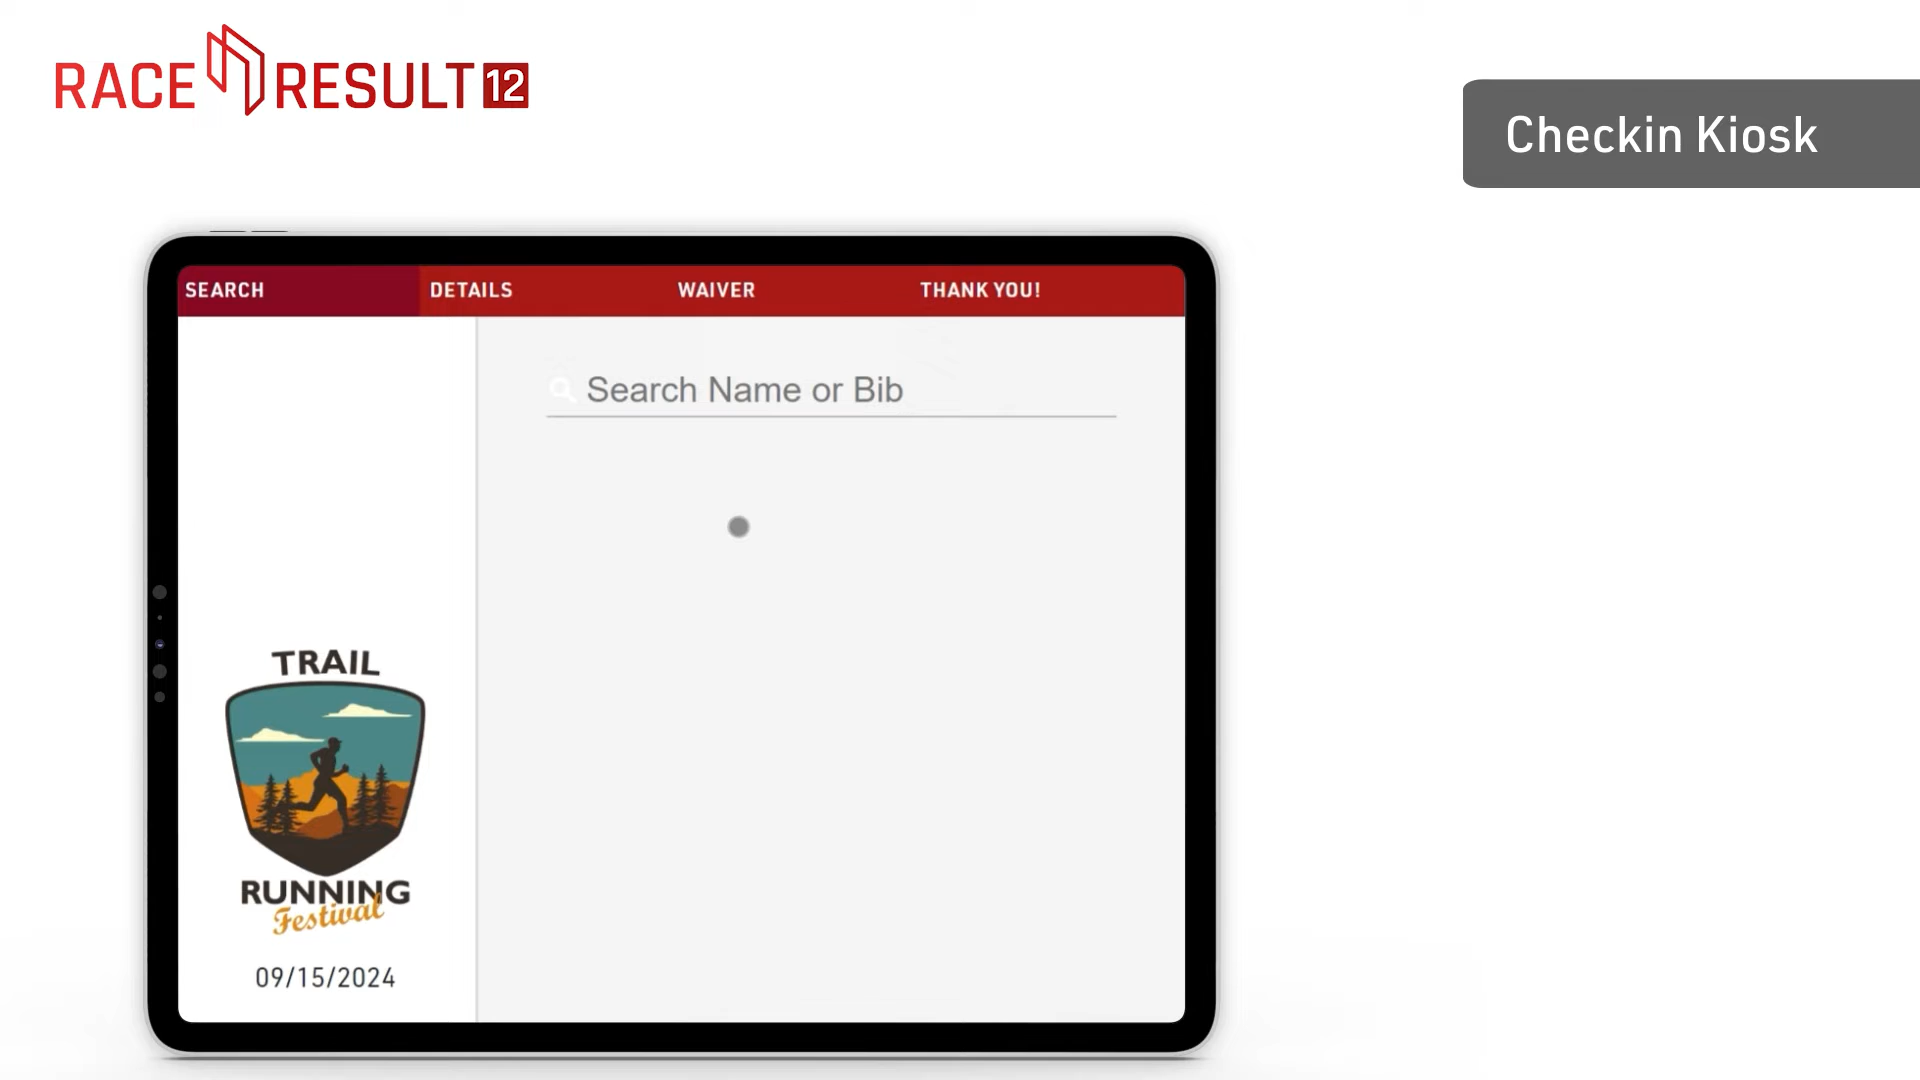 RACE RESULT 12
Checkin Kiosk
SEARCH DETAILS WAIVER THANK YOU!
Search Name or Bib
TRAIL
RUNNING
Festival
09/15/2024